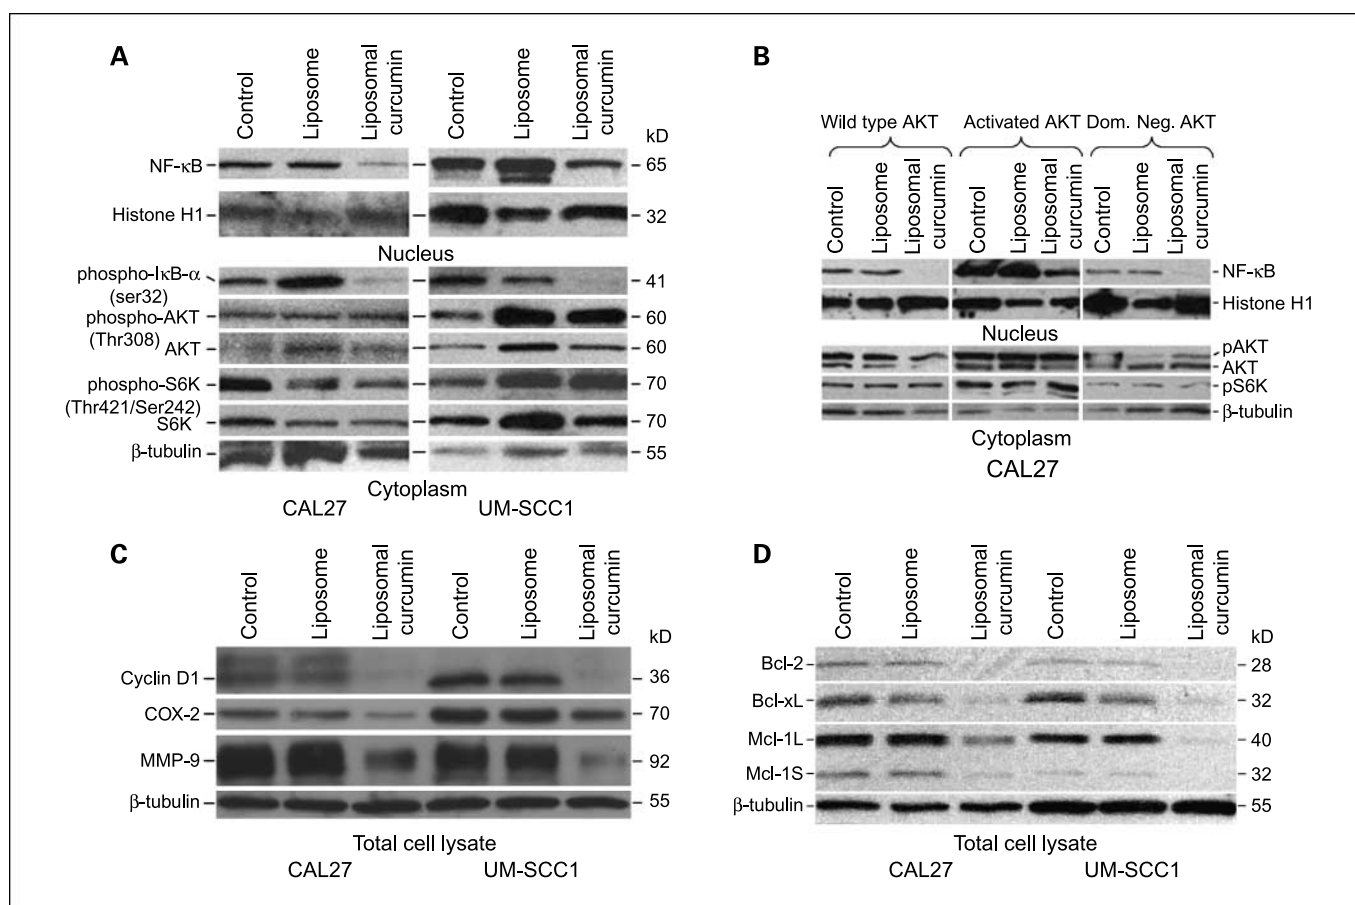 A
Control
Liposome
Liposomal
curcumin
Control
Liposome
Liposomal
curcumin
kD
NF-κB
65
Histone H1
32
Nucleus
phospho-IκB-α
(ser32)
41
phospho-AKT
(Thr308)
60
AKT
60
phospho-S6K
(Thr421/Ser242)
70
S6K
70
β-tubulin
55
Cytoplasm
CAL27
UM-SCC1
B
Wild type AKT
Activated AKT
Dom. Neg. AKT
Control
Liposome
Liposomal
curcumin
Control
Liposome
Liposomal
curcumin
Control
Liposome
Liposomal
curcumin
NF-κB
Histone H1
Nucleus
pAKT
AKT
pS6K
β-tubulin
Cytoplasm
CAL27
C
Control
Liposome
Liposomal
curcumin
Control
Liposome
Liposomal
curcumin
kD
Cyclin D1
36
COX-2
70
MMP-9
92
β-tubulin
55
Total cell lysate
CAL27
UM-SCC1
D
Control
Liposome
Liposomal
curcumin
Control
Liposome
Liposomal
curcumin
kD
Bcl-2
28
Bcl-xL
32
Mcl-1L
40
Mcl-1S
32
β-tubulin
55
Total cell lysate
CAL27
UM-SCC1